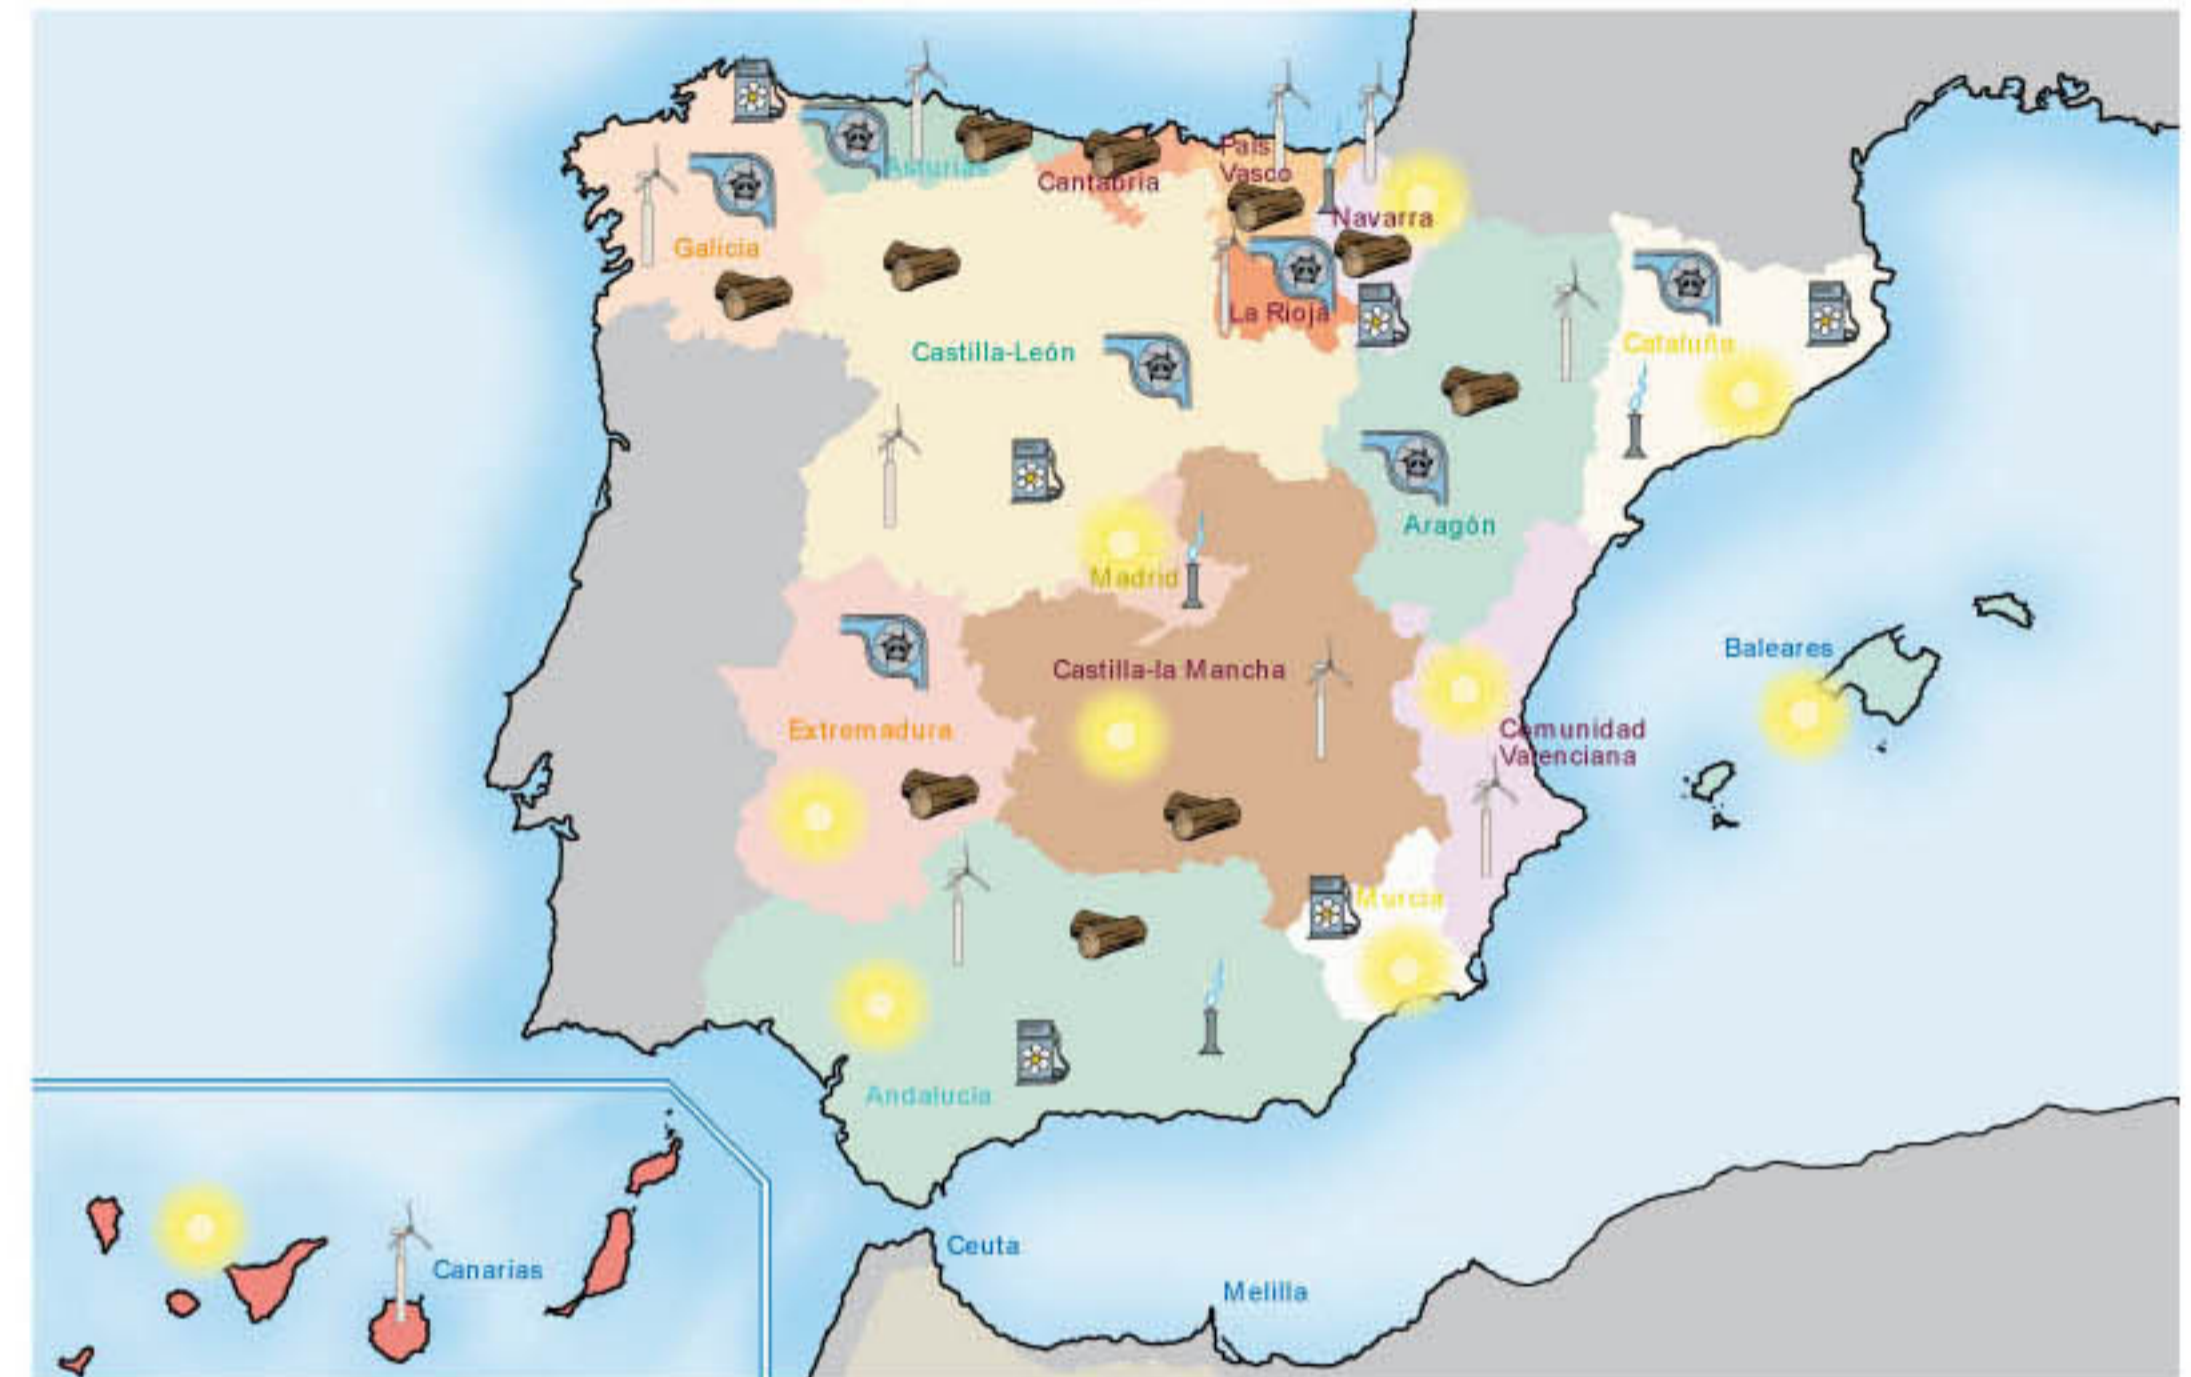 Asturias
Cantabria
País
Vasco
Navarra
Galicia
La Rioja
Castilla-León
Cataluña
Aragón
Madrid
Castilla-la Mancha
Baleares
Extremadura
Comunidad
Valenciana
Murcia
Andalucía
Ceuta
Canarias
Melilla